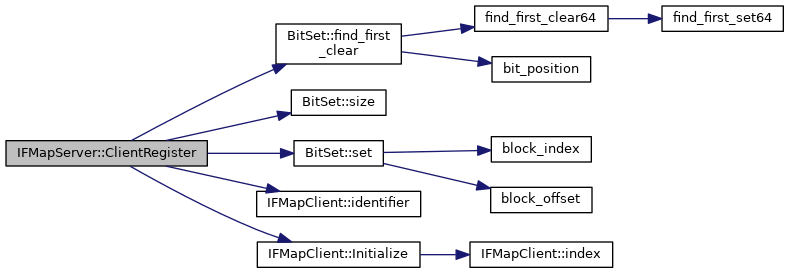 IFMapServer::ClientRegister
BitSet::find_first
_clear
find_first_clear64
find_first_set64
bit_position
BitSet::size
BitSet::set
block_index
block_offset
IFMapClient::identifier
IFMapClient::Initialize
IFMapClient::index